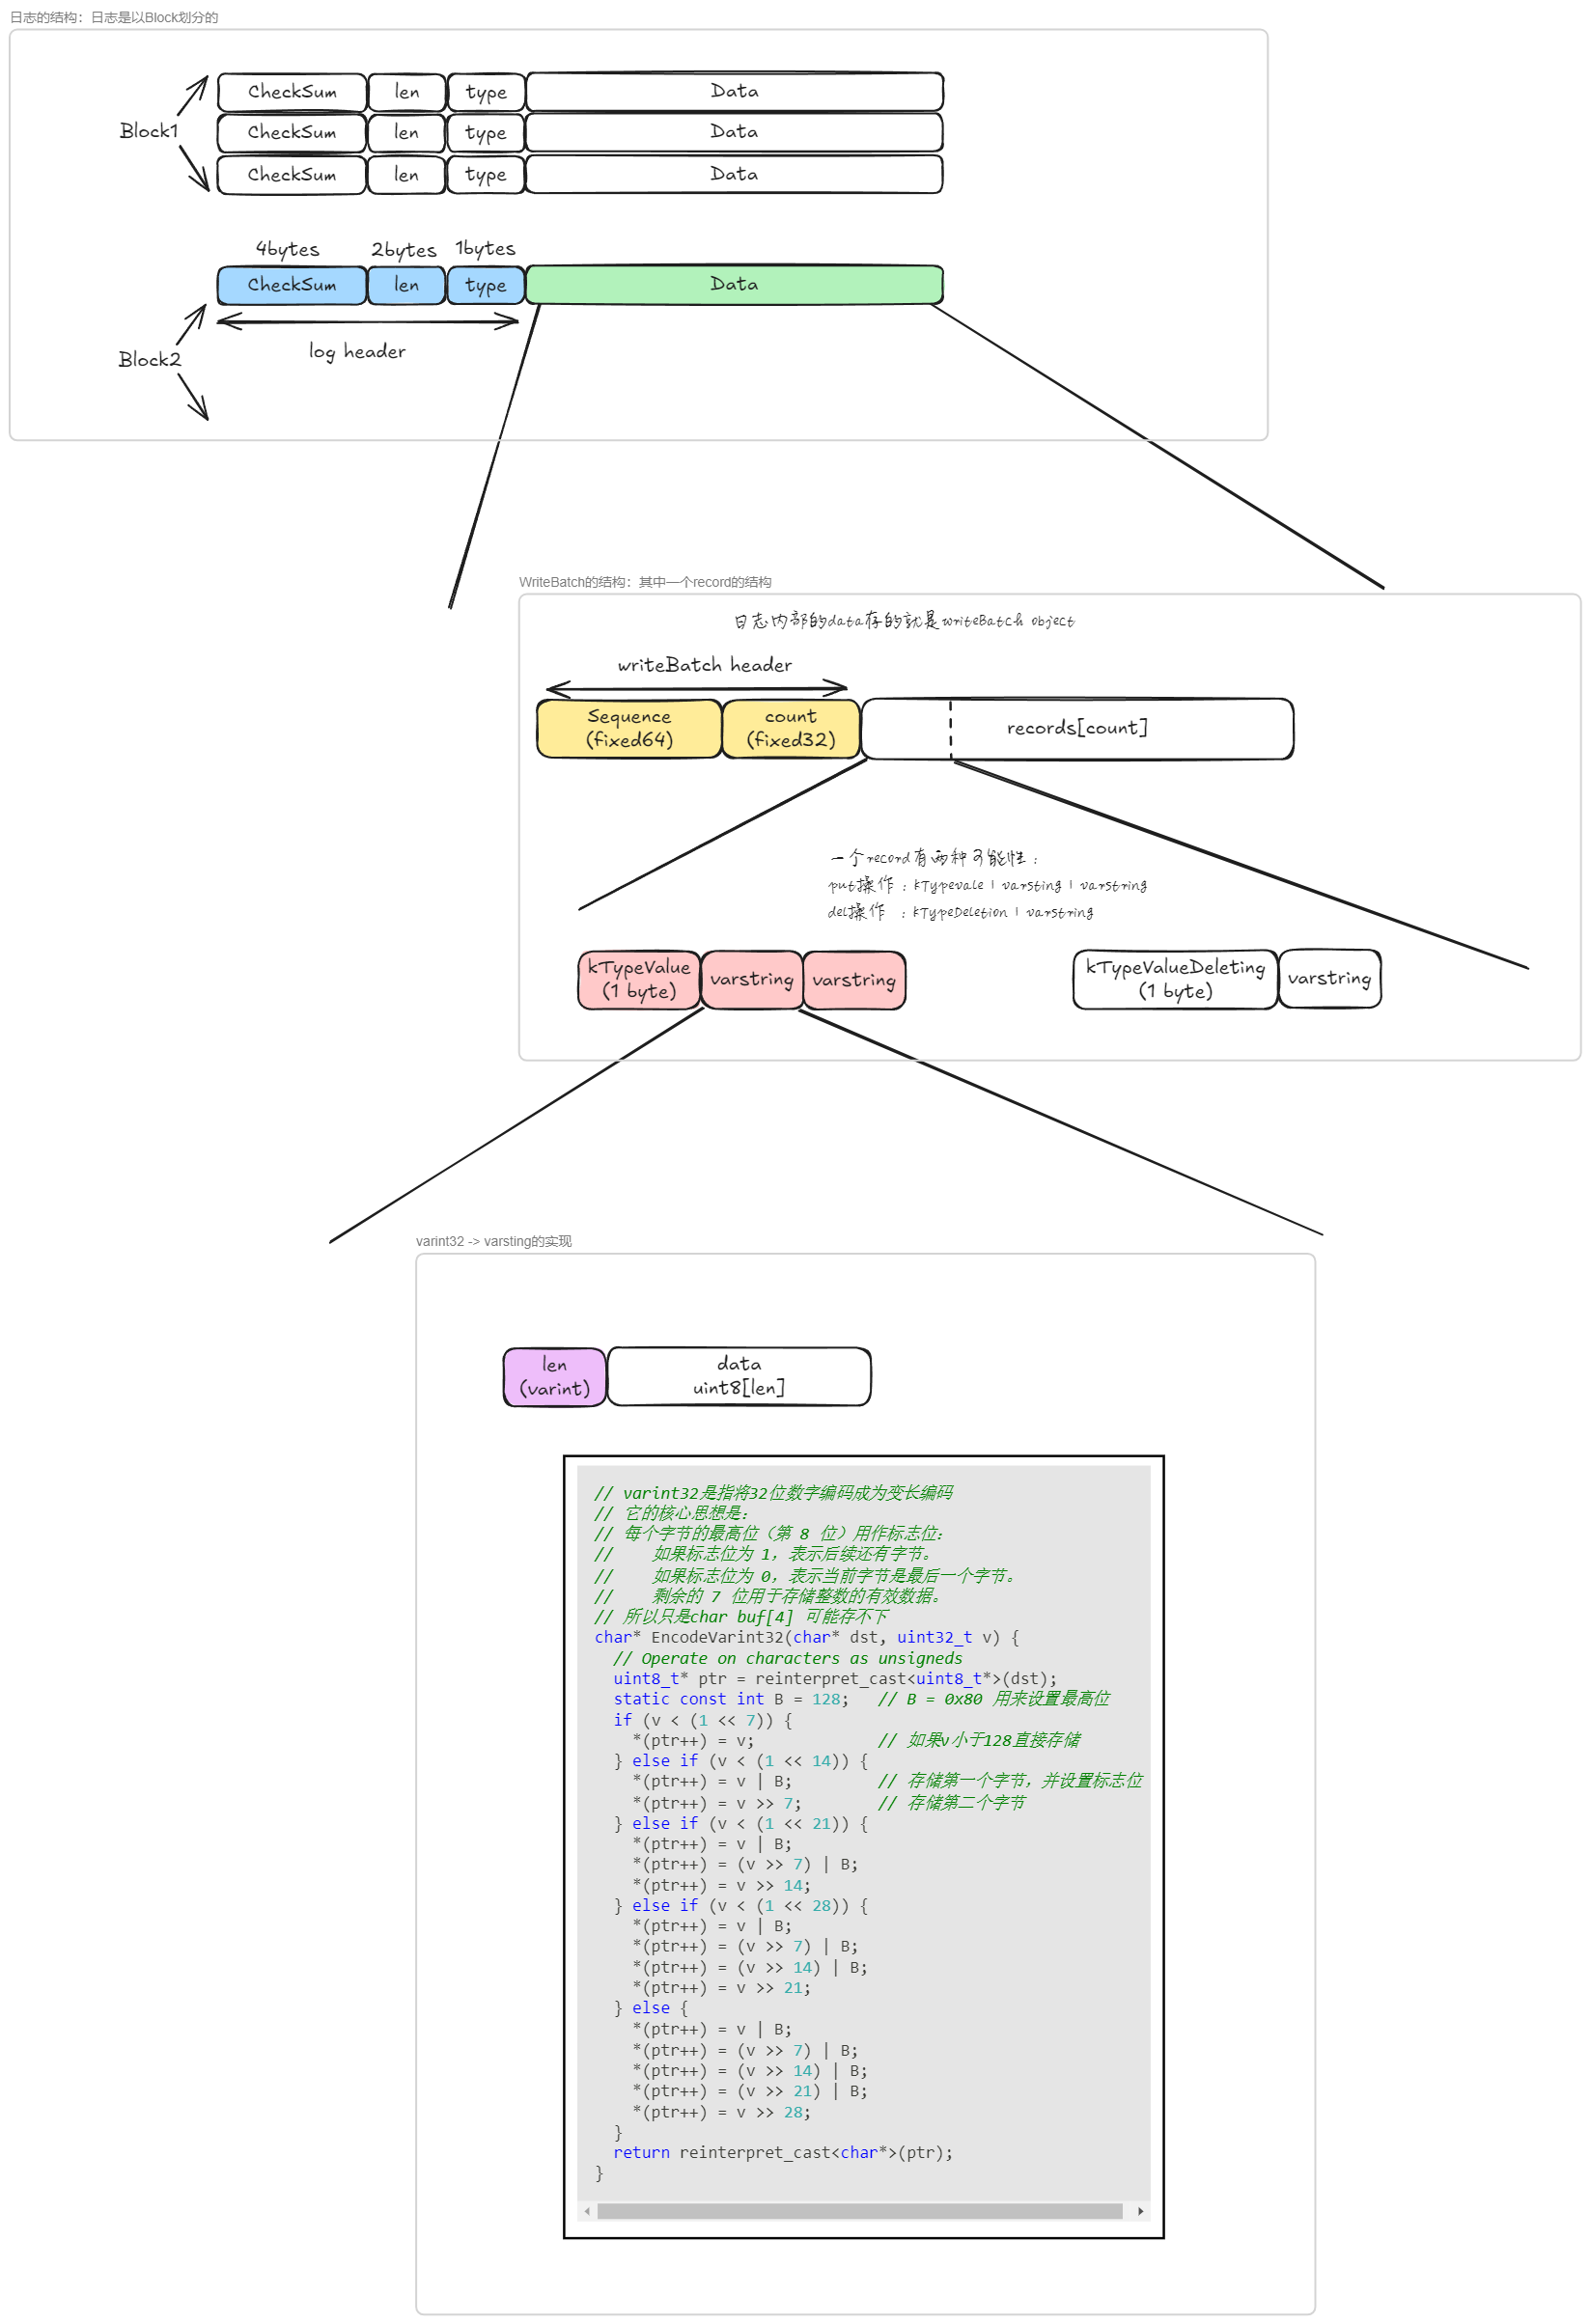 日志的结构：日志是以Block划分的
CheckSum len type Data
Block1
CheckSum len type Data
CheckSum len type Data
4bytes 2bytes 1bytes
CheckSum len type Data
log header
Block2
WriteBatch的结构：其中一个record的结构
日志内部的data存的就是writeBatch object
writeBatch header
Sequence
(fixed64)
count
(fixed32)
records[count]
一个record有两种可能性：
put操作 ：kTypevale | varsting | varstring
del操作 ：kTypeDeletion | varstring
kTypeValue
(1 byte)
varstring
varstring
kTypeValueDeleting
(1 byte)
varstring
varint32 -> varsting的实现
len
(varint)
data
uint8[len]
// varint32是指将32位数字编码成为变长编码
// 它的核心思想是：
// 每个字节的最高位（第 8 位）用作标志位：
//    如果标志位为 1，表示后续还有字节。
//    如果标志位为 0，表示当前字节是最后一个字节。
//    剩余的 7 位用于存储整数的有效数据。
// 所以只是char buf[4] 可能存不下
char* EncodeVarint32(char* dst, uint32_t v) {
  // Operate on characters as unsigneds
  uint8_t* ptr = reinterpret_cast<uint8_t*>(dst);
  static const int B = 128;   // B = 0x80 用来设置最高位
  if (v < (1 << 7)) {
    *(ptr++) = v;             // 如果v小于128直接存储
  } else if (v < (1 << 14)) {
    *(ptr++) = v | B;         // 存储第一个字节，并设置标志位
    *(ptr++) = v >> 7;        // 存储第二个字节
  } else if (v < (1 << 21)) {
    *(ptr++) = v | B;
    *(ptr++) = (v >> 7) | B;
    *(ptr++) = v >> 14;
  } else if (v < (1 << 28)) {
    *(ptr++) = v | B;
    *(ptr++) = (v >> 7) | B;
    *(ptr++) = (v >> 14) | B;
    *(ptr++) = v >> 21;
  } else {
    *(ptr++) = v | B;
    *(ptr++) = (v >> 7) | B;
    *(ptr++) = (v >> 14) | B;
    *(ptr++) = (v >> 21) | B;
    *(ptr++) = v >> 28;
  }
  return reinterpret_cast<char*>(ptr);
}